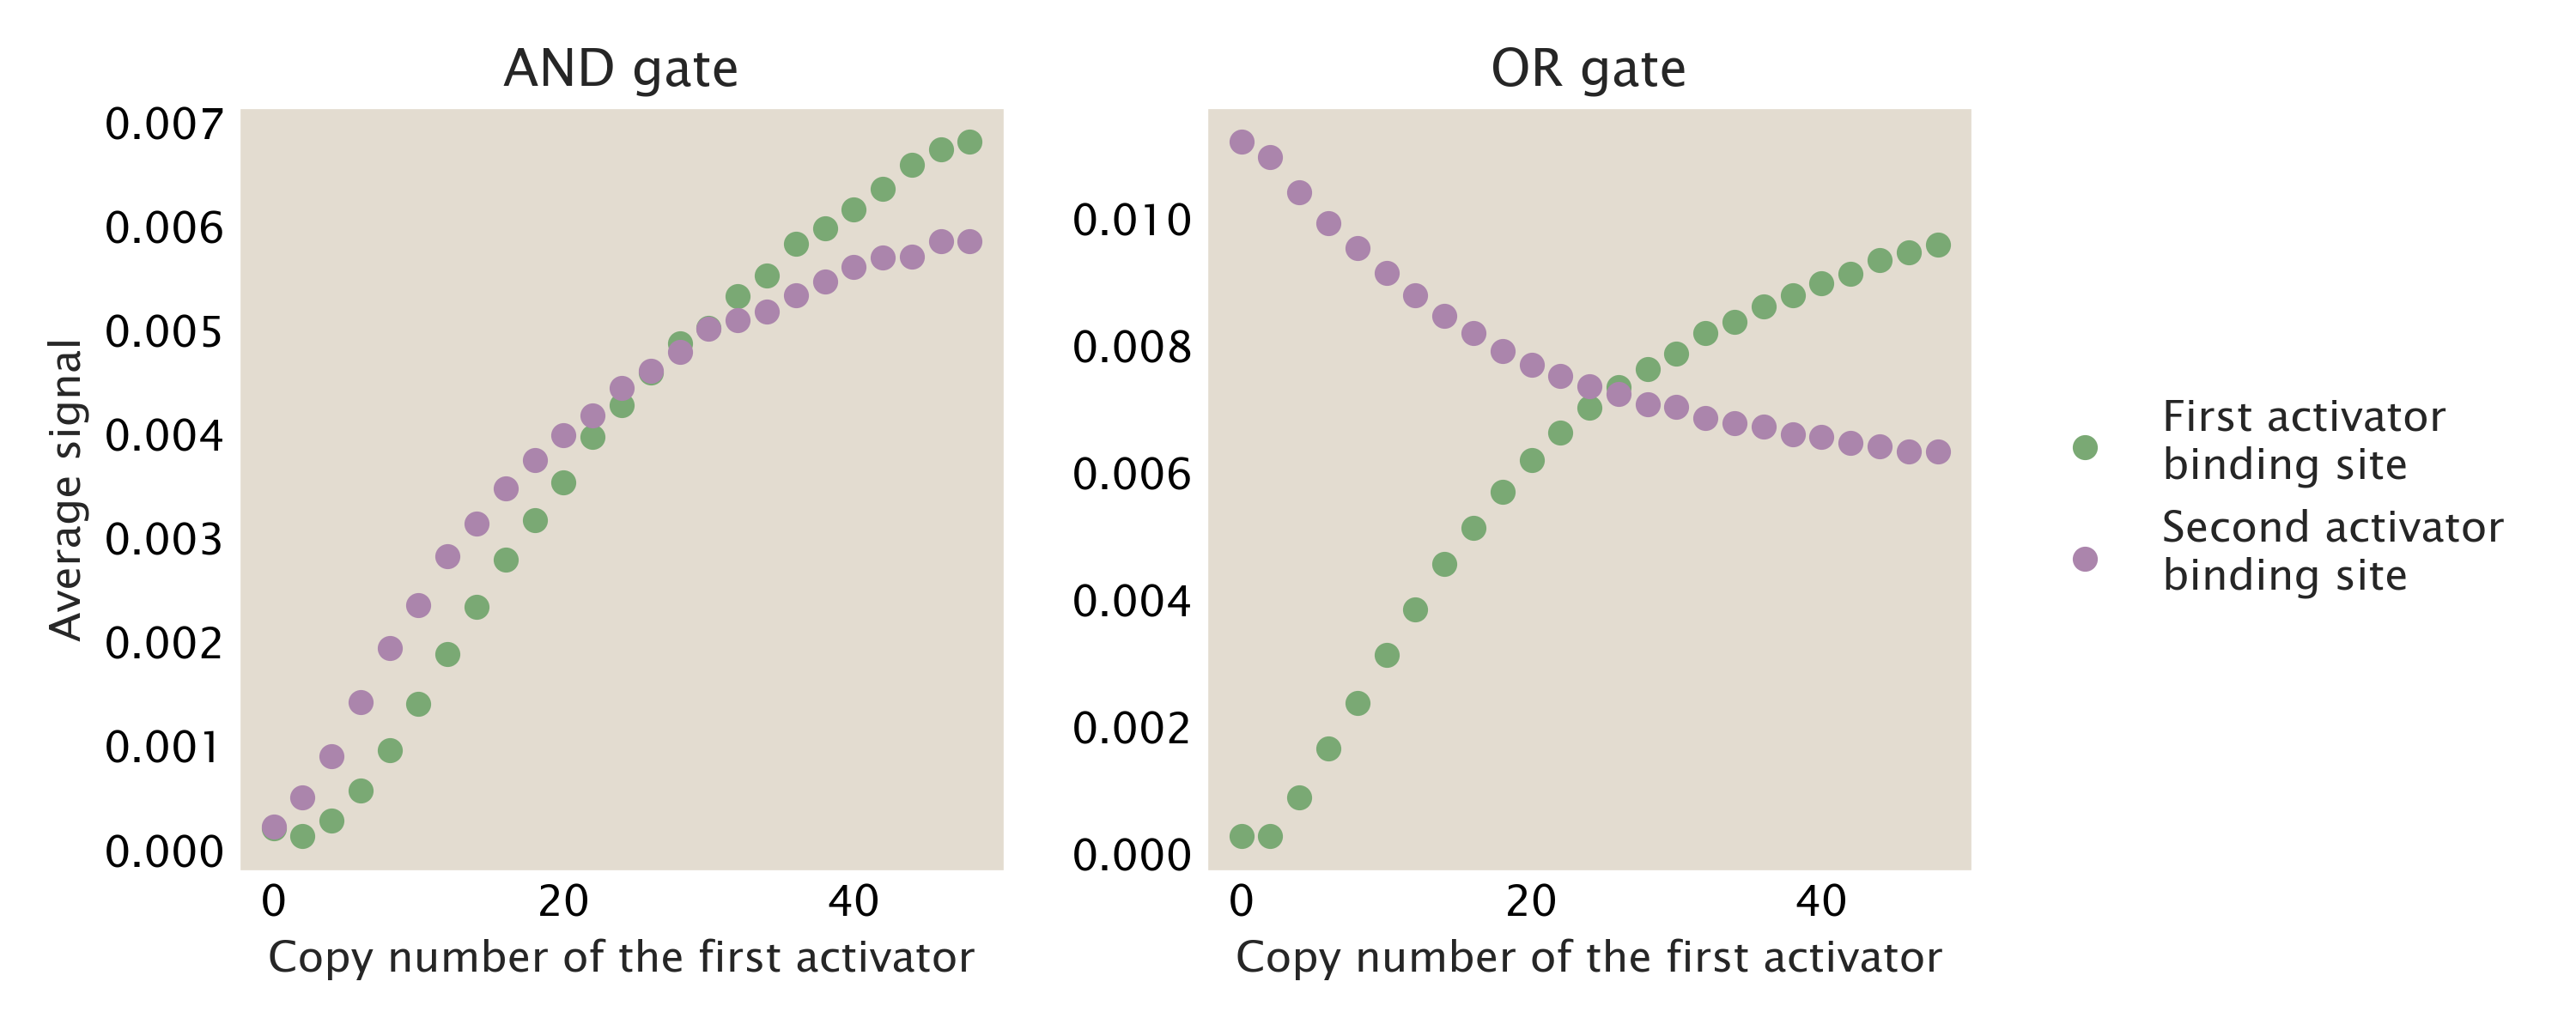 AND gate
OR gate
0.007
0.006
0.005
0.004
0.003
0.002
0.001
0.000
Average signal
0
20
40
Copy number of the first activator
0.010
0.008
0.006
0.004
0.002
0.000
0
20
40
Copy number of the first activator
First activator
binding site
Second activator
binding site